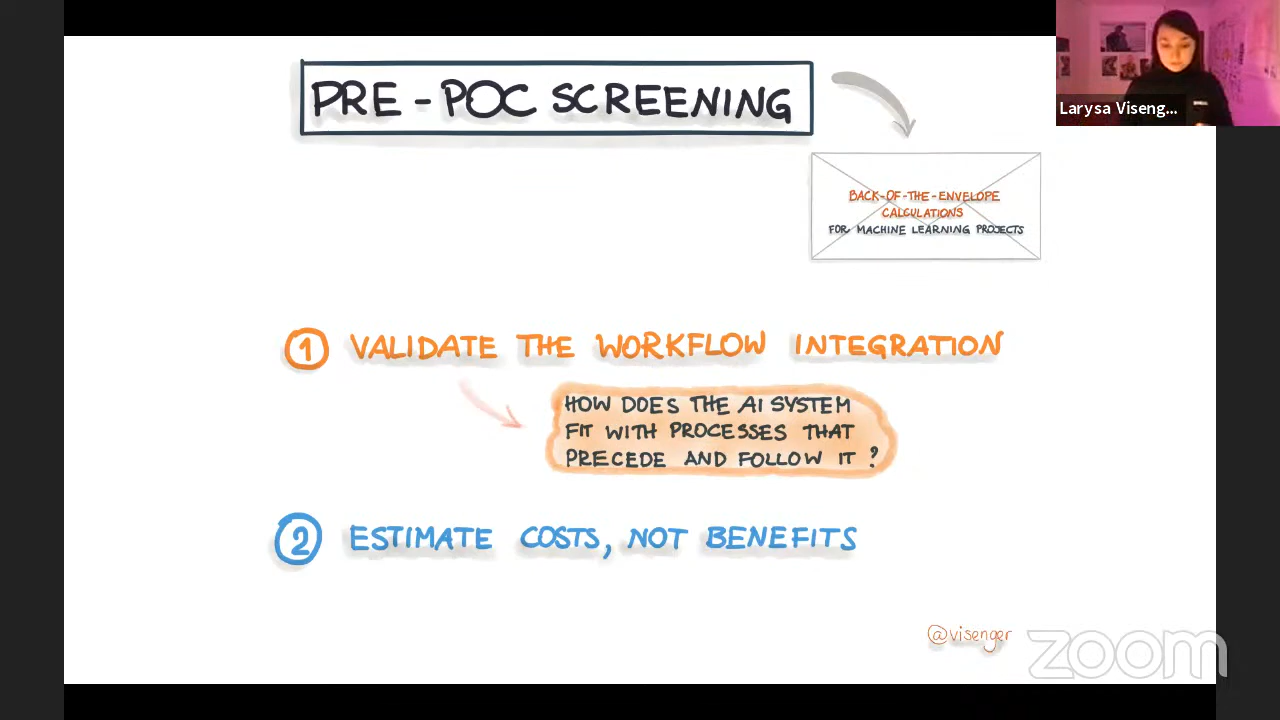 PRE-POC SCREENING
Larysa Viseng...
BACK-OF-THE-ENVELOPE
CALCULATIONS
FOR MACHINE LEARNING PROJECTS
1 VALIDATE THE WORKFLOW INTEGRATION
HOW DOES THE AI SYSTEM
FIT WITH PROCESSES THAT
PRECEDE AND FOLLOW IT ?
2 ESTIMATE COSTS, NOT BENEFITS
@visenger
zoom